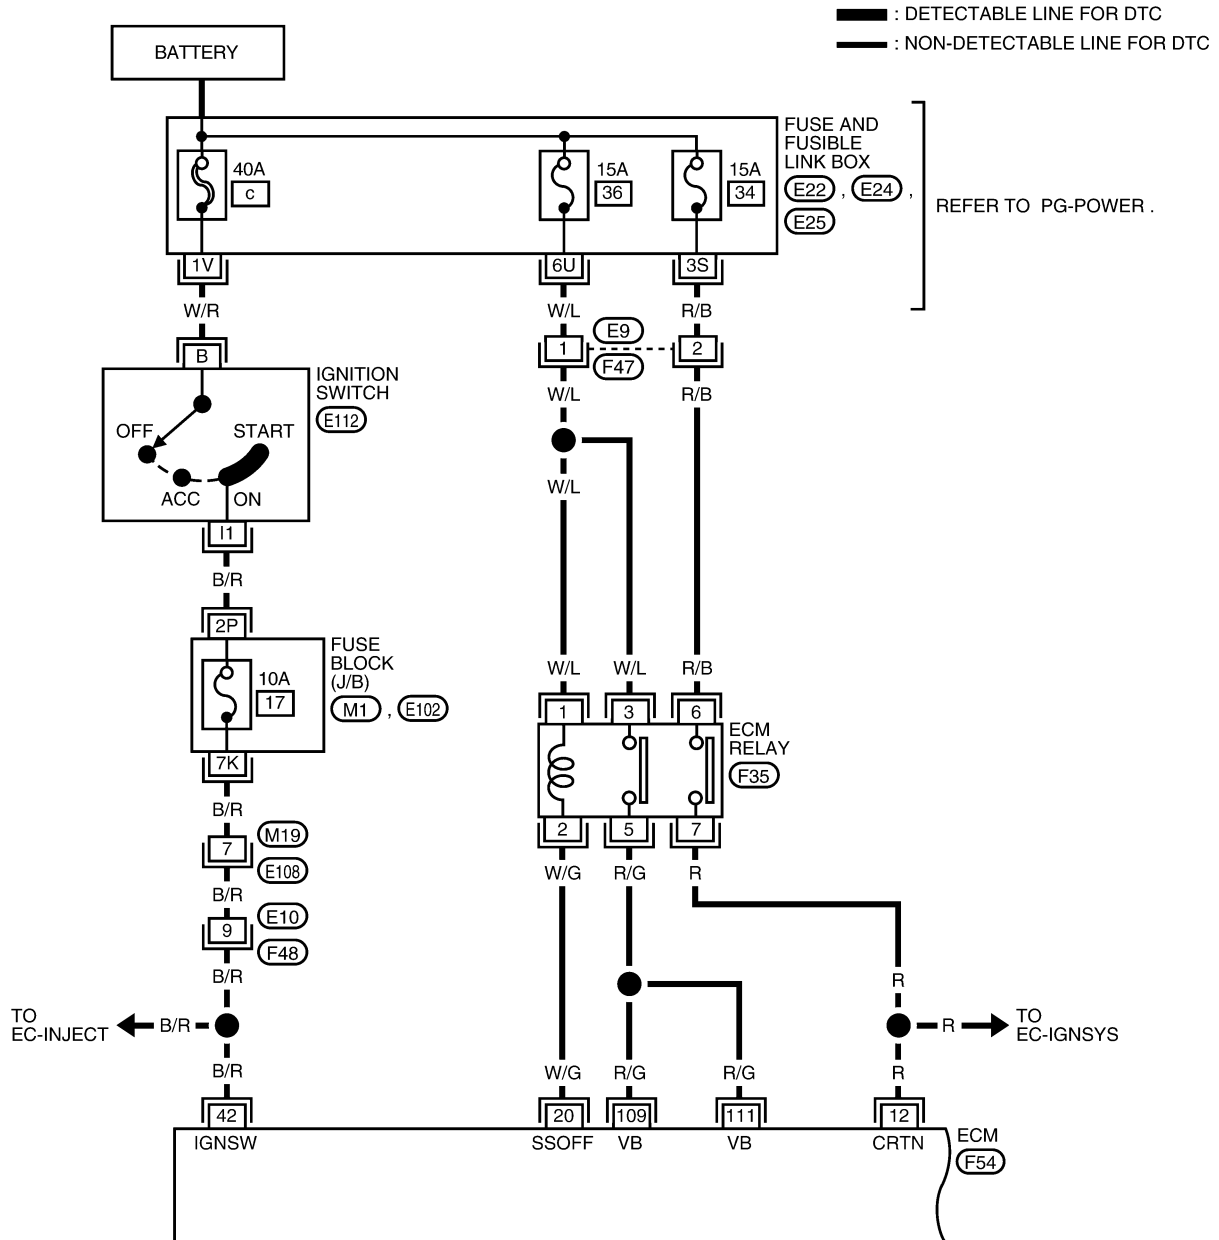 : DETECTABLE LINE FOR DTC
: NON-DETECTABLE LINE FOR DTC
BATTERY
FUSE AND
FUSIBLE
LINK BOX
E22 , E24 ,
E25
REFER TO PG-POWER .
40A
c
15A
36
15A
34
1V
6U
3S
W/R
W/L
R/B
E9
1
2
F47
B
W/L
R/B
IGNITION
SWITCH
E112
OFF
START
ACC
ON
W/L
I1
B/R
2P
FUSE
BLOCK
(J/B)
M1 , E102
10A
17
W/L
W/L
R/B
1
3
6
ECM
RELAY
F35
7K
B/R
2
5
7
M19
7
E108
W/G
R/G
R
B/R
E10
9
F48
B/R
R
TO
EC-INJECT
B/R
R
TO
EC-IGNSYS
B/R
W/G
R/G
R/G
R
42
20
109
111
12
IGNSW
SSOFF
VB
VB
CRTN
ECM
F54